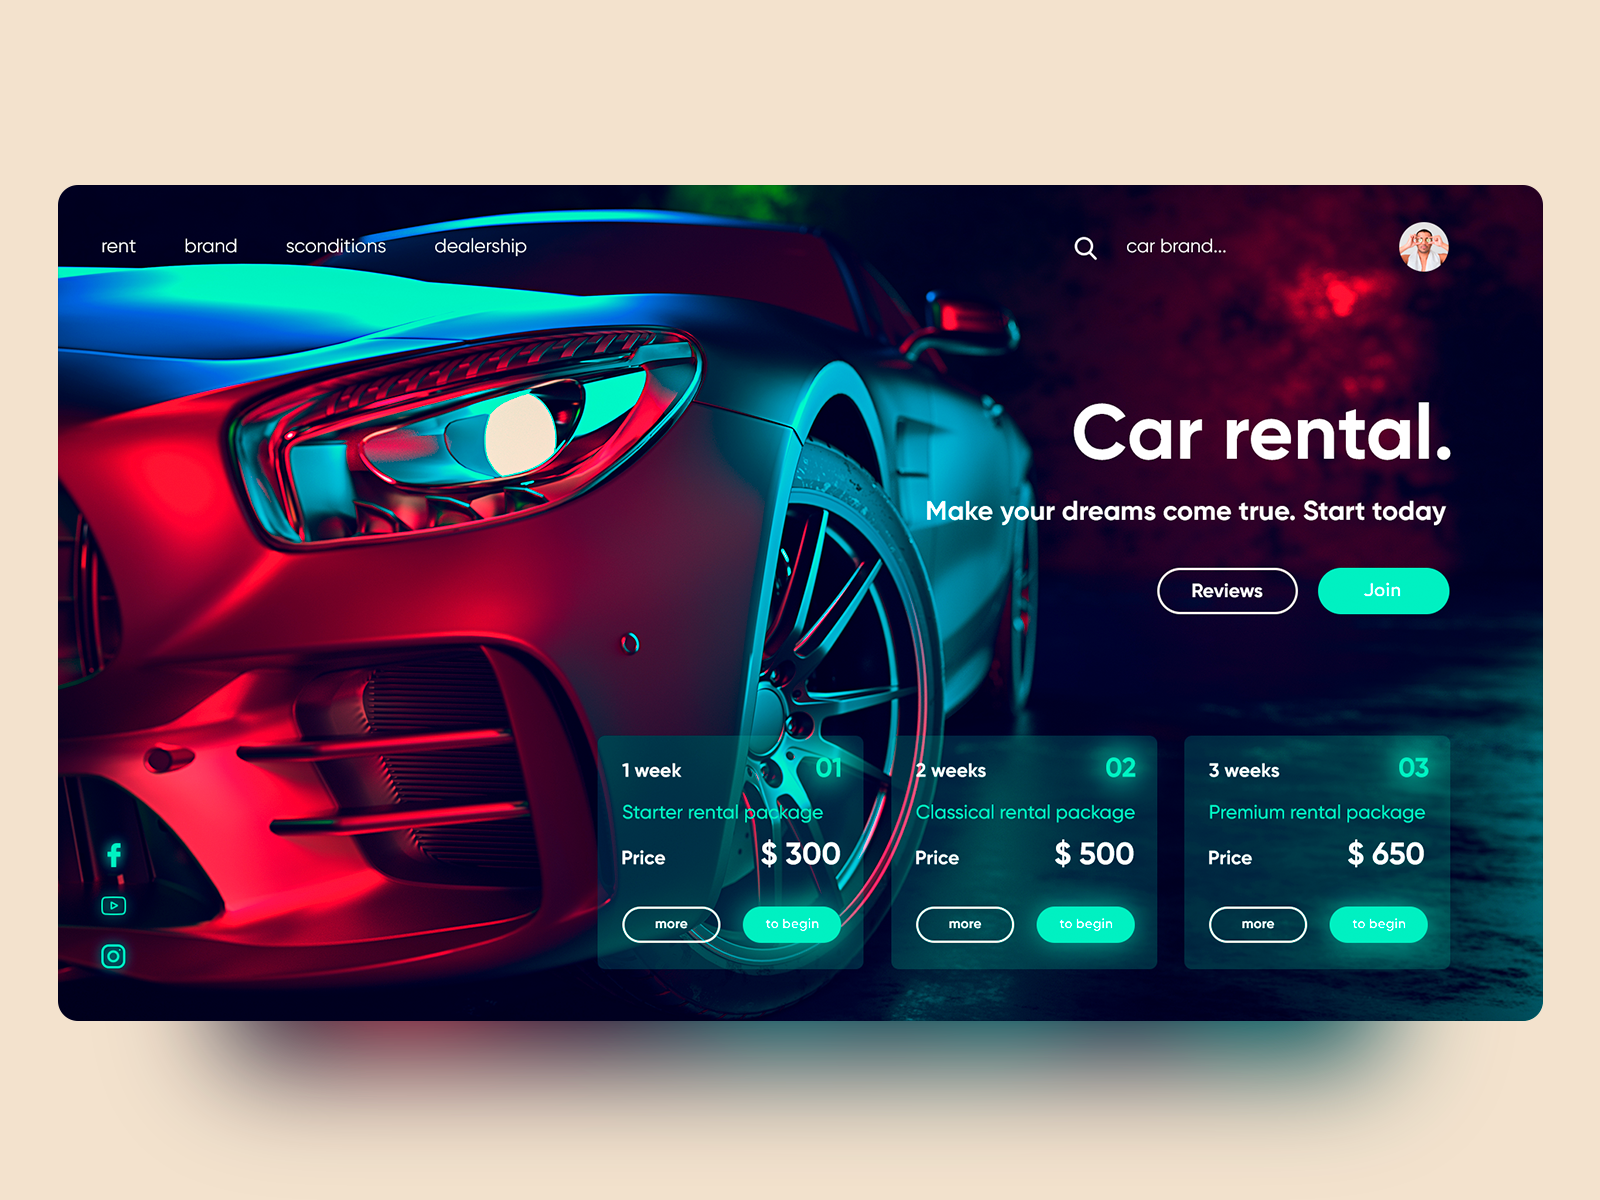 rent brand sconditions dealership car brand...
Car rental.
Make your dreams come true. Start today
Reviews Join
1 week 01
Starter rental package
Price $ 300
more to begin
2 weeks 02
Classical rental package
Price $ 500
more to begin
3 weeks 03
Premium rental package
Price $ 650
more to begin